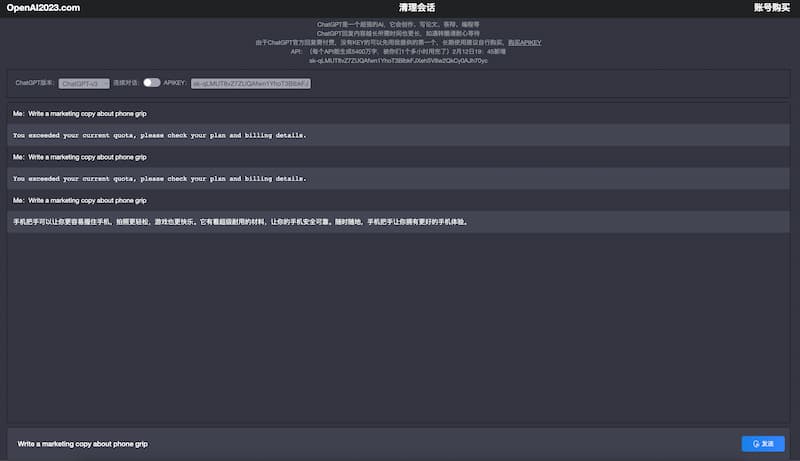 OpenAI2023.com
清理会话
账号购买
ChatGPT是一个超强的AI，它会创作、写论文、答辩、编程等
ChatGPT回复内容越长所需时间也更长，如遇转圈请耐心等待
由于ChatGPT官方回复需付费，没有KEY的可以先用我提供的第一个，长期使用建议自行购买，购买APIKEY
API： （每个API能生成5400万字，被你们1个多小时用完了）2月12日19：45新增
ChatGPT版本： ChatGPT-v3 连续对话： APIKEY：
Me： Write a marketing copy about phone grip
You exceeded your current quota, please check your plan and billing details.
Me： Write a marketing copy about phone grip
You exceeded your current quota, please check your plan and billing details.
Me： Write a marketing copy about phone grip
手机把手可以让你更容易握住手机，拍照更轻松，游戏也更快乐。它有着超级耐用的材料，让你的手机安全可靠。随时随地，手机把手让你拥有更好的手机体验。
Write a marketing copy about phone grip
发送